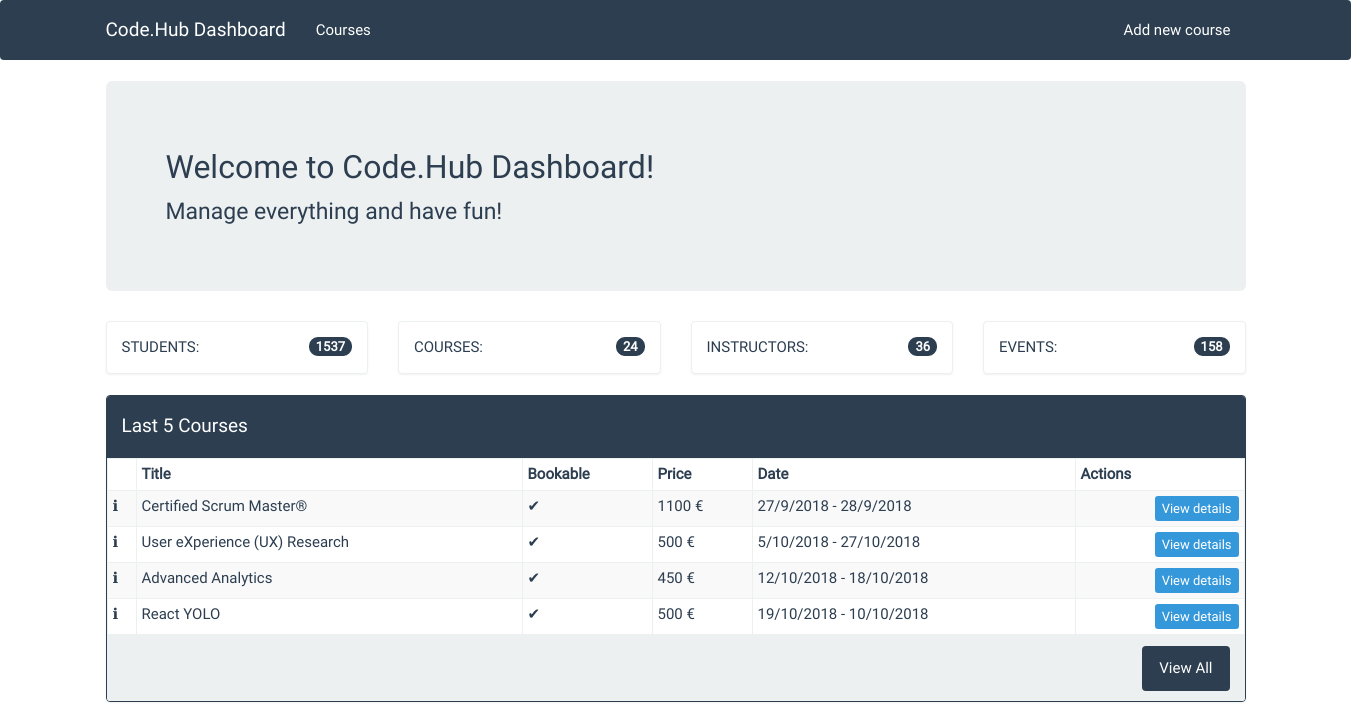 Code.Hub Dashboard Courses Add new course
Welcome to Code.Hub Dashboard!
Manage everything and have fun!
STUDENTS: 1537 COURSES: 24 INSTRUCTORS: 36 EVENTS: 158
Last 5 Courses
Title Bookable Price Date Actions
ℹ Certified Scrum Master® ✔ 1100 € 27/9/2018 - 28/9/2018 View details
ℹ User eXperience (UX) Research ✔ 500 € 5/10/2018 - 27/10/2018 View details
ℹ Advanced Analytics ✔ 450 € 12/10/2018 - 18/10/2018 View details
ℹ React YOLO ✔ 500 € 19/10/2018 - 10/10/2018 View details
View All